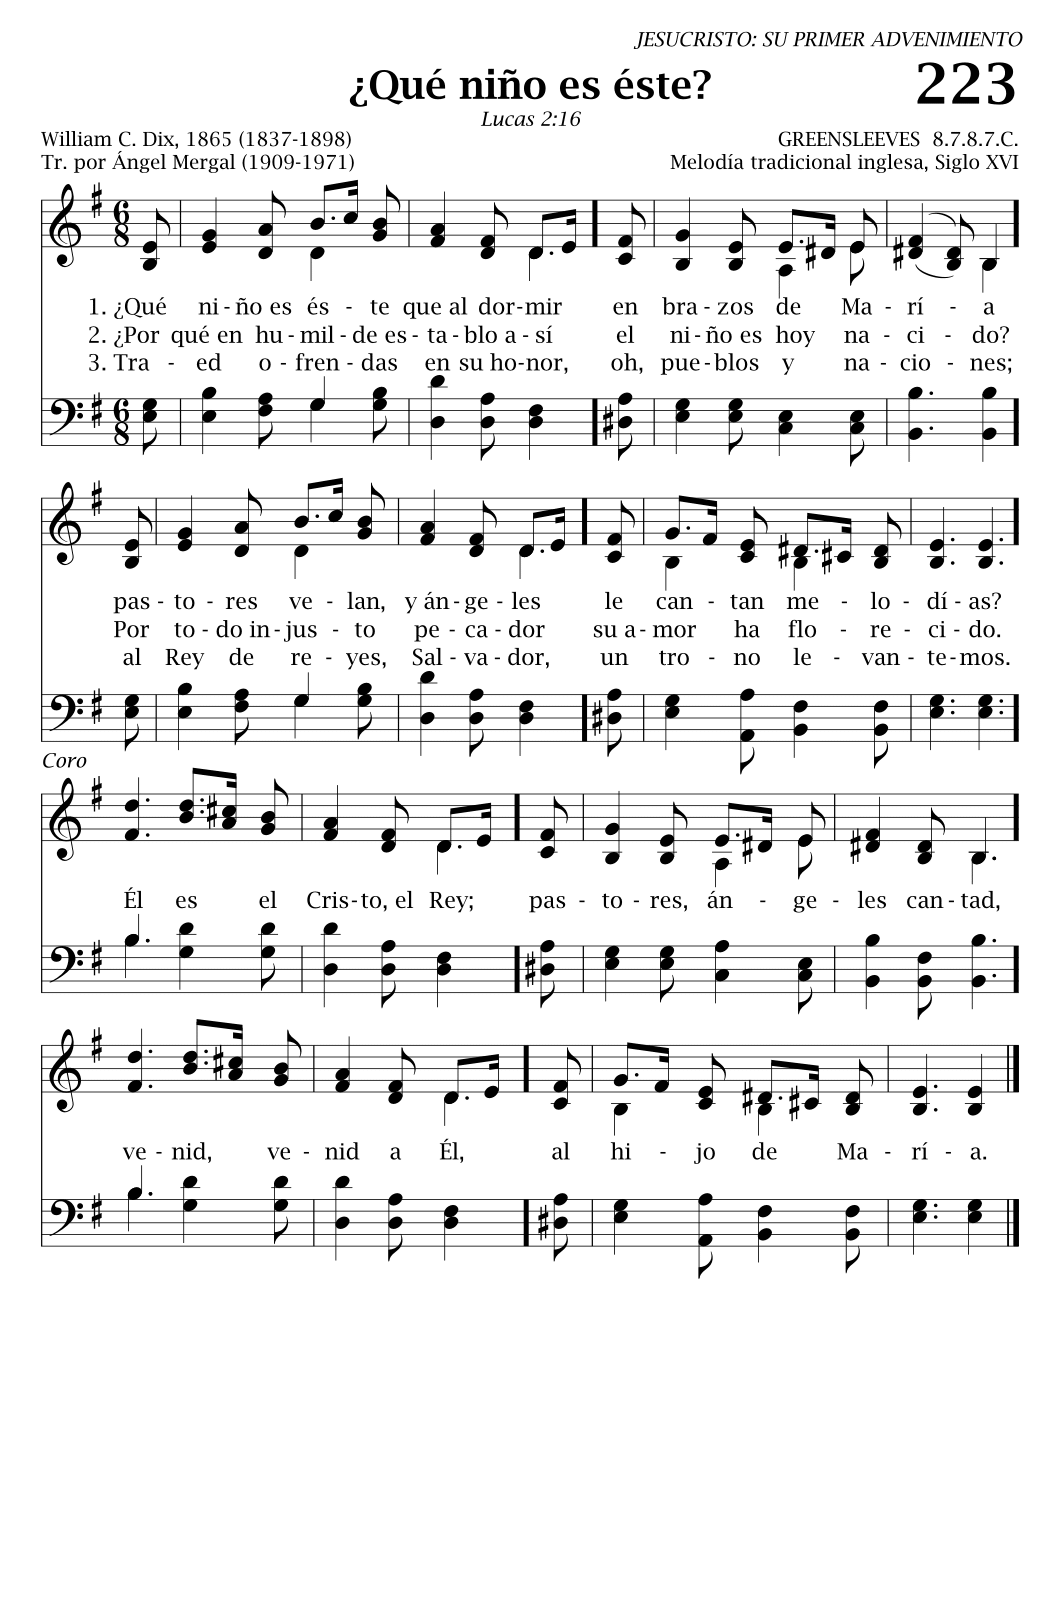 JESUCRISTO: SU PRIMER ADVENIMIENTO
¿Qué niño es éste?
223
Lucas 2:16
William C. Dix, 1865 (1837-1898)
GREENSLEEVES 8.7.8.7.C.
Tr. por Ángel Mergal (1909-1971)
Melodía tradicional inglesa, Siglo XVI
6 8
1. ¿Qué ni - ño es és - te que al dor - mir en bra - zos de Ma - rí - a
2. ¿Por qué en hu - mil - de es - ta - blo a - sí el ni - ño es hoy na - ci - do?
3. Tra - ed o - fren - das en su ho - nor, oh, pue - blos y na - cio - nes;
6 8
pas - to - res ve - lan, y án - ge - les le can - tan me - lo - dí - as?
Por to - do in - jus - to pe - ca - dor su a - mor ha flo - re - ci - do.
al Rey de re - yes, Sal - va - dor, un tro - no le - van - te - mos.
Coro
Él es el Cris - to, el Rey; pas - to - res, án - ge - les can - tad,
ve - nid, ve - nid a Él, al hi - jo de Ma - rí - a.